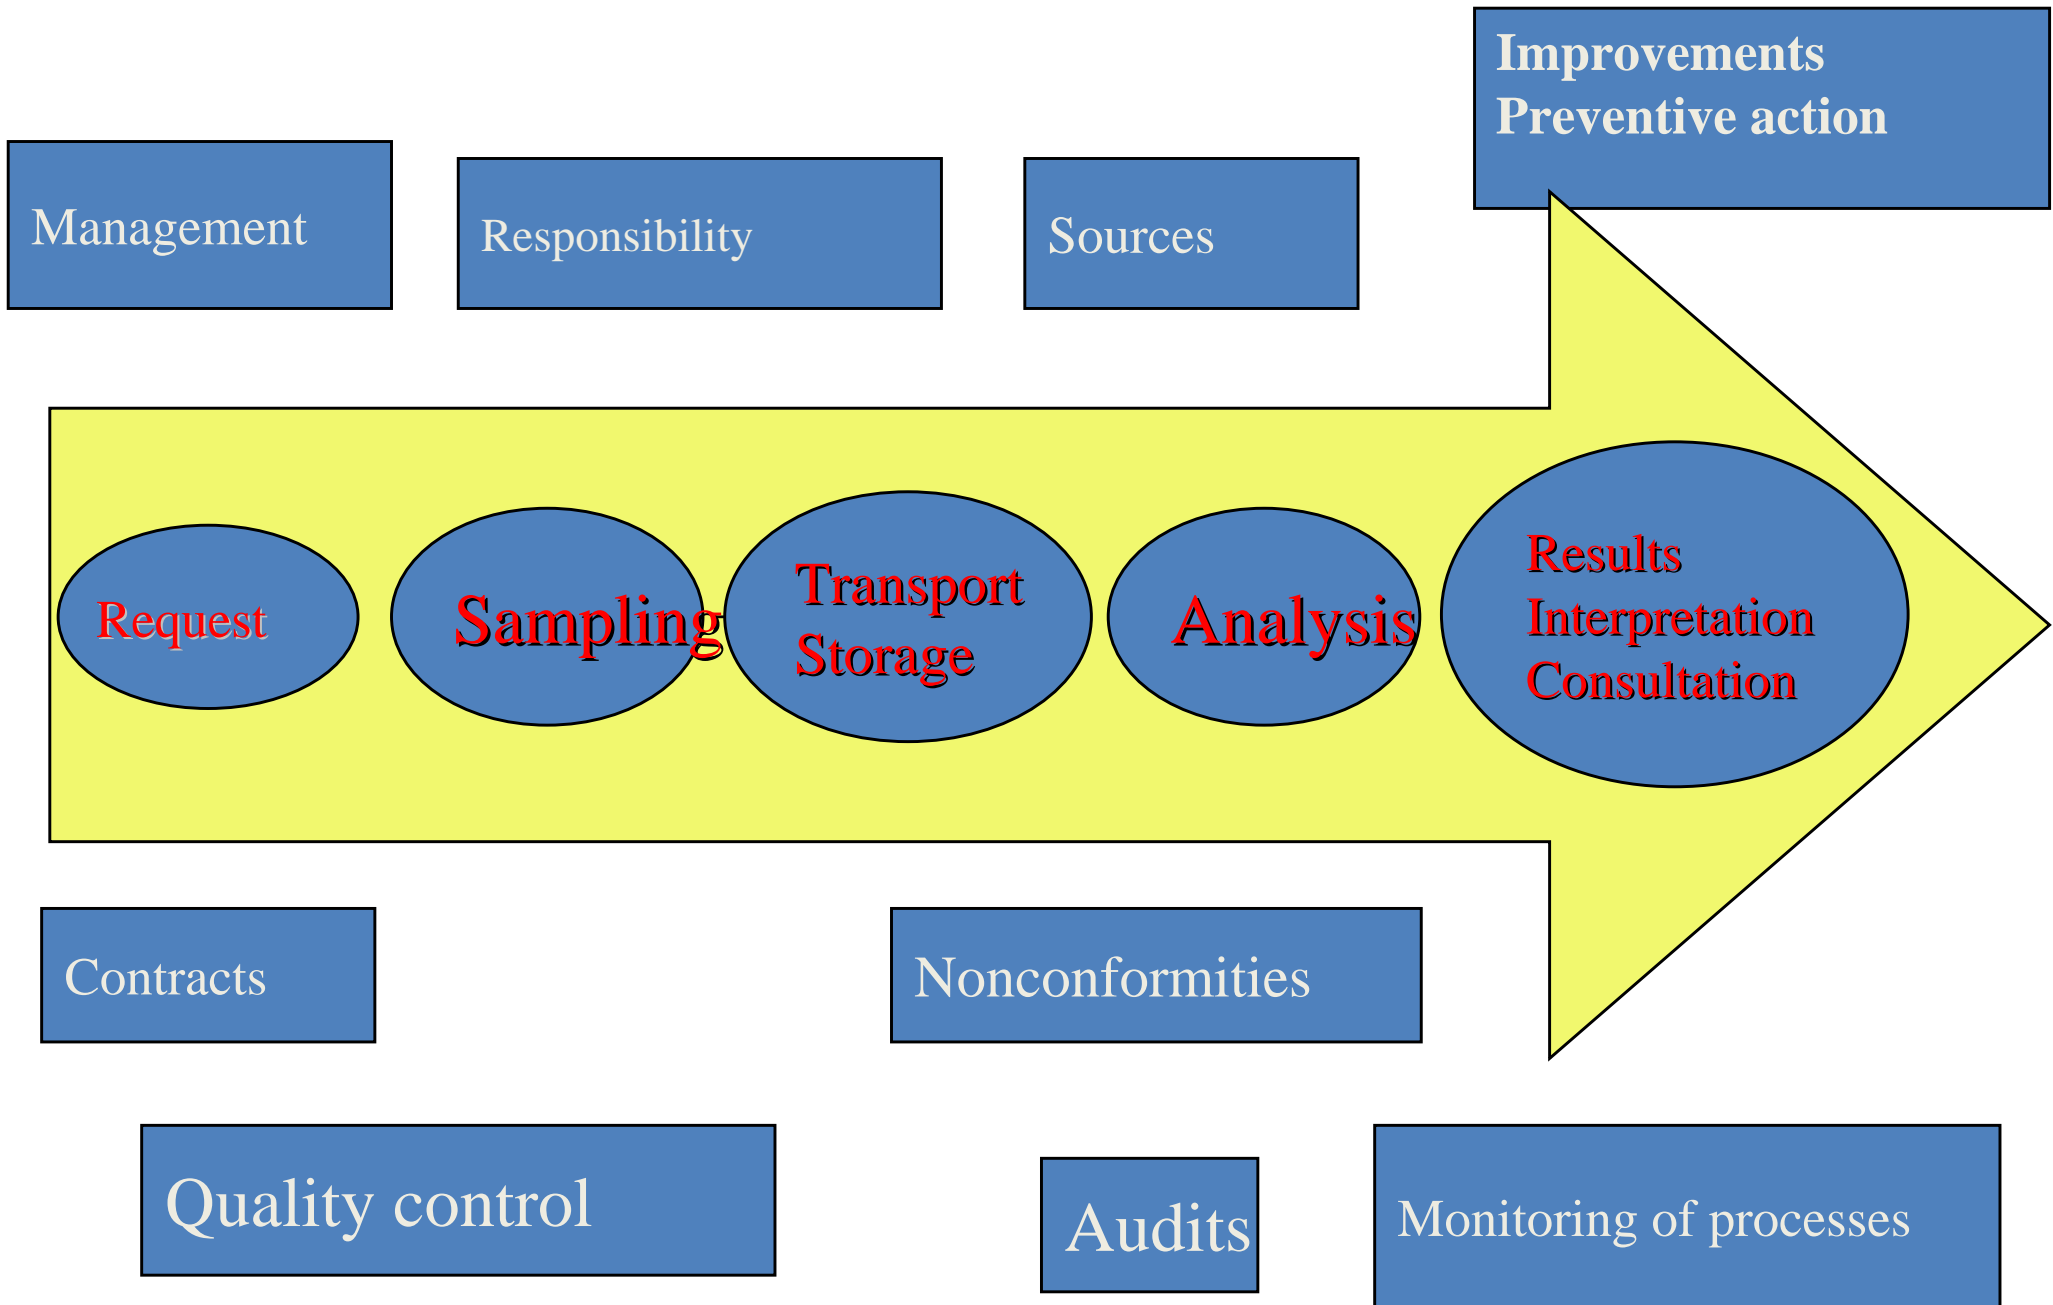 Improvements
Preventive action
Management
Responsibility
Sources
Request
Sampling
Transport
Storage
Analysis
Results
Interpretation
Consultation
Contracts
Nonconformities
Quality control
Audits
Monitoring of processes